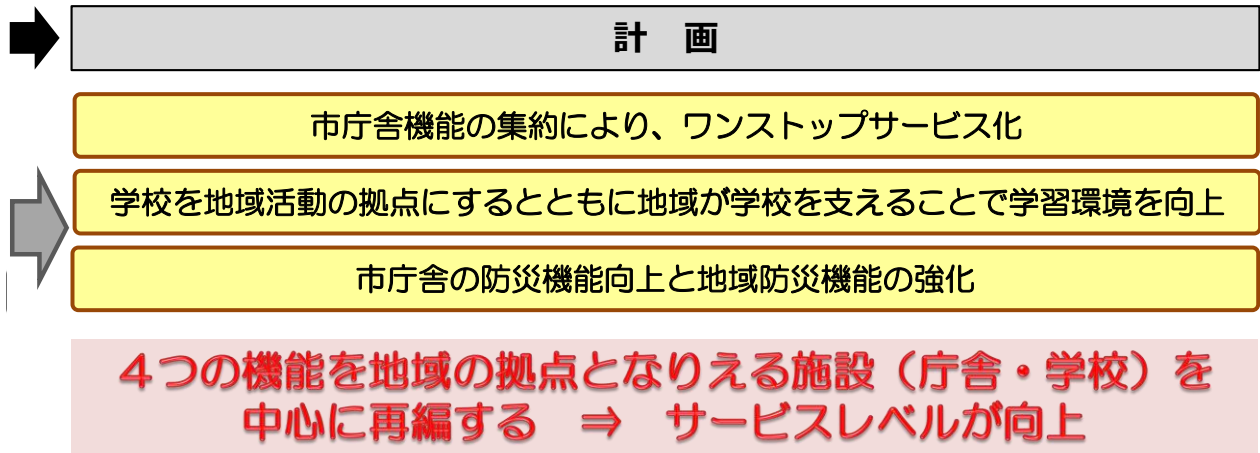 計　画
市庁舎機能の集約により、ワンストップサービス化
学校を地域活動の拠点にするとともに地域が学校を支えることで学習環境を向上
市庁舎の防災機能向上と地域防災機能の強化
４つの機能を地域の拠点となりえる施設（庁舎・学校）を
中心に再編する　⇒　サービスレベルが向上